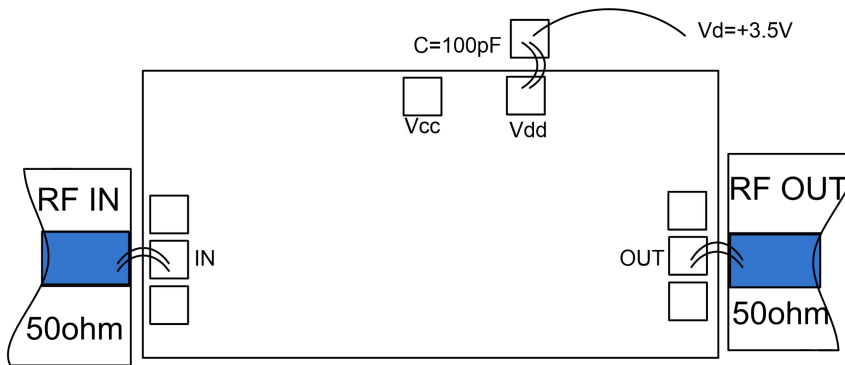 C=100pF
Vd=+3.5V
Vcc
Vdd
RF IN
RF OUT
IN
OUT
50ohm
50ohm